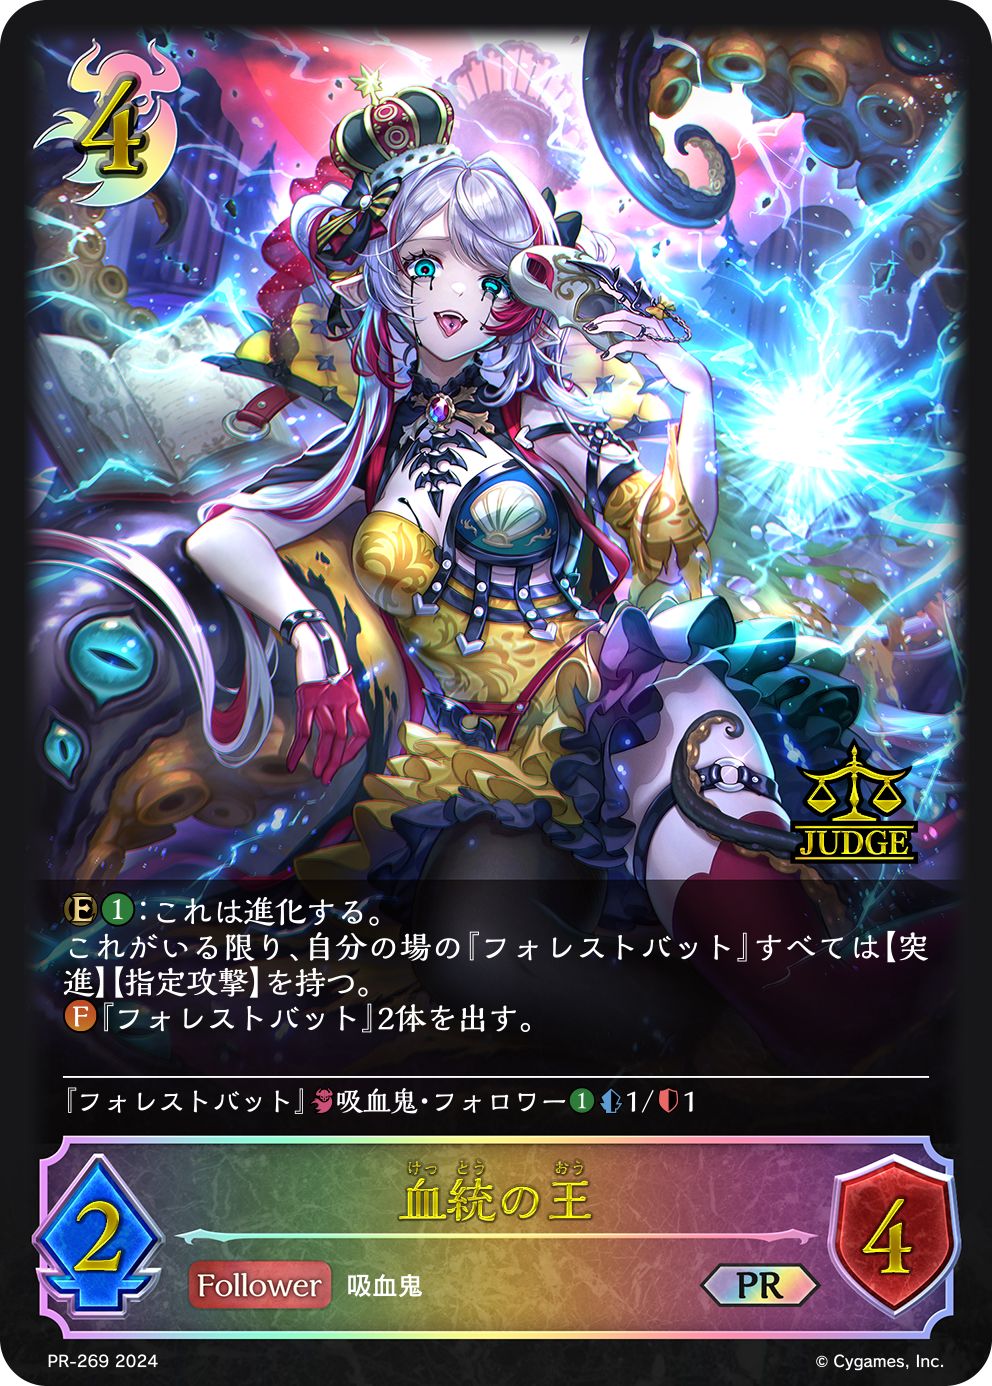 4
JUDGE
E 1：これは進化する。
これがいる限り、自分の場の『フォレストバット』すべては【突
進】【指定攻撃】を持つ。
F『フォレストバット』2体を出す。
『フォレストバット』吸血鬼・フォロワー 1 1/ 1
けっ とう おう
血統の王
2
4
Follower 吸血鬼
PR
PR-269 2024
© Cygames, Inc.